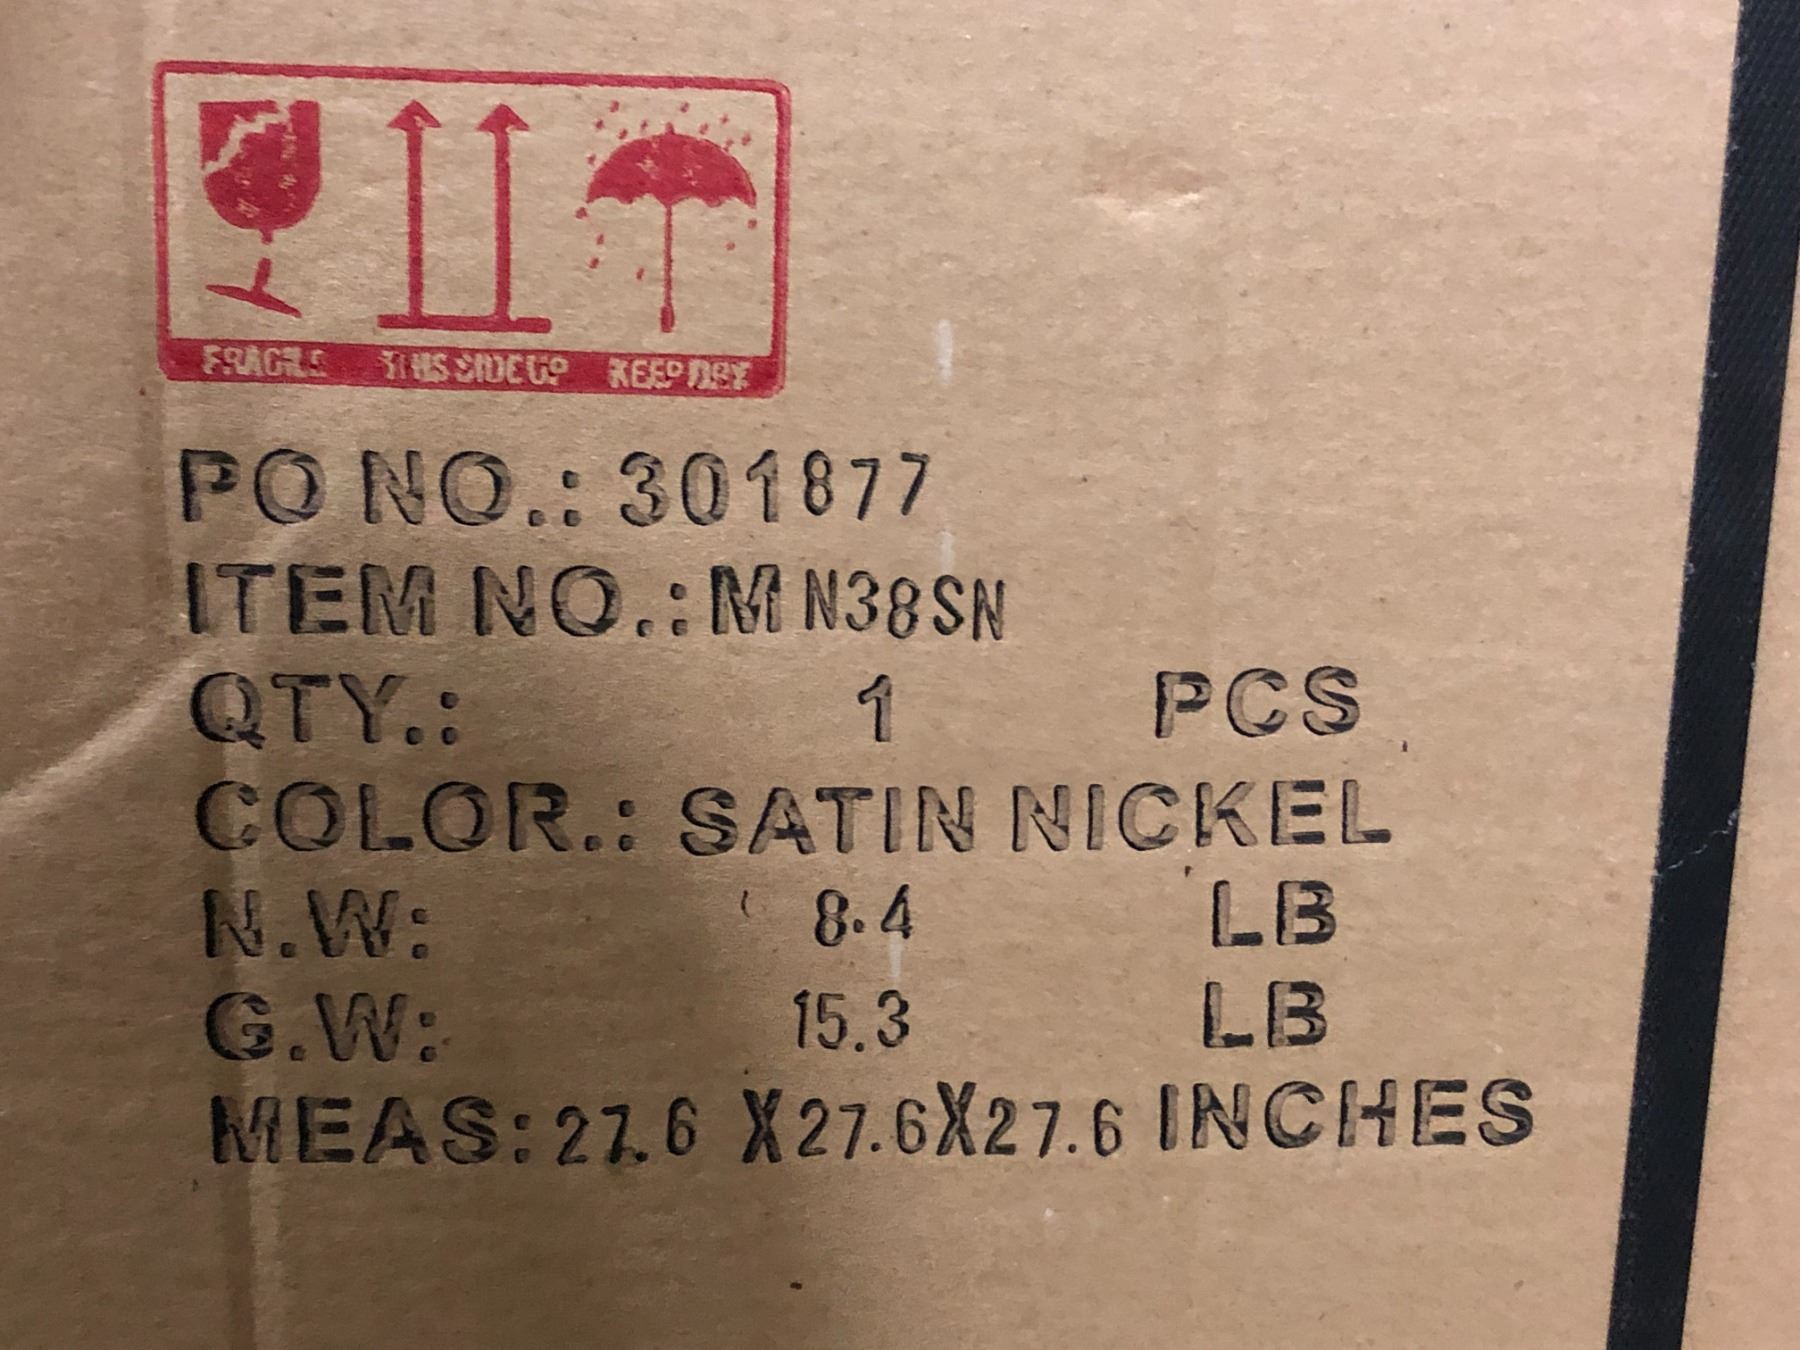 FRAGILE THIS SIDE UP KEEP DRY
PO NO.: 301877
ITEM NO.: MN38SN
QTY.: 1 PCS
COLOR.: SATIN NICKEL
N.W: 8.4 LB
G.W: 15.3 LB
MEAS: 27.6 X27.6X27.6 INCHES